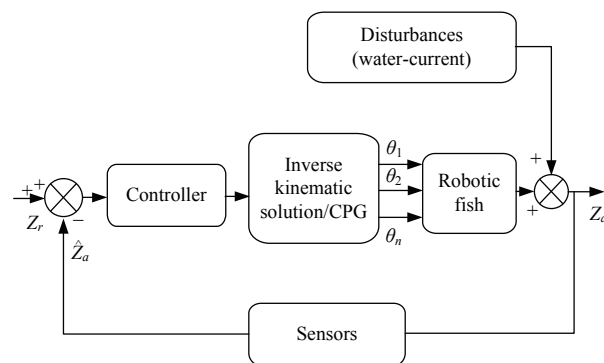 Disturbances
(water-current)
θ1
+
+ +
Controller
Inverse
kinematic
solution/CPG
θ2
Robotic
fish
Zr
−
+
Ẑa
θn
Sensors